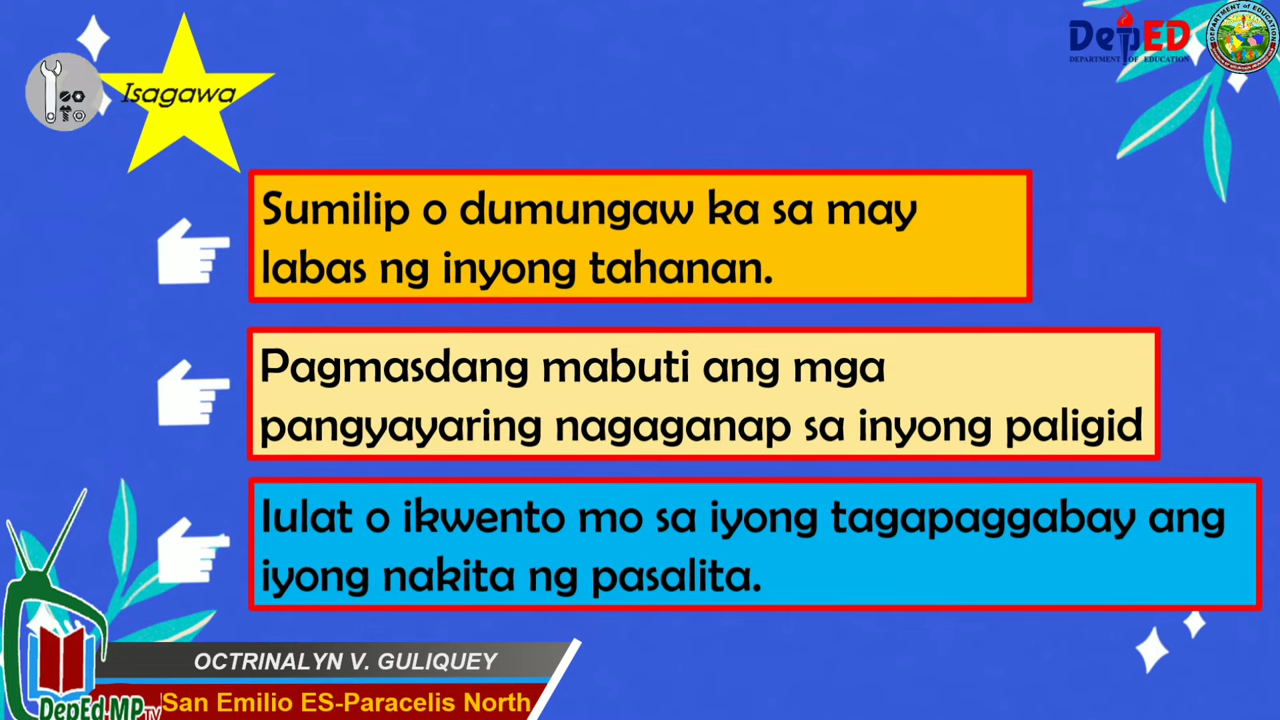 DepED
DEPARTMENT OF EDUCATION
Isagawa
Sumilip o dumungaw ka sa may
labas ng inyong tahanan.
Pagmasdang mabuti ang mga
pangyayaring nagaganap sa inyong paligid
Iulat o ikwento mo sa iyong tagapaggabay ang
iyong nakita ng pasalita.
OCTRINALYN V. GULIQUEY
San Emilio ES-Paracelis North
DepEd-MPTV